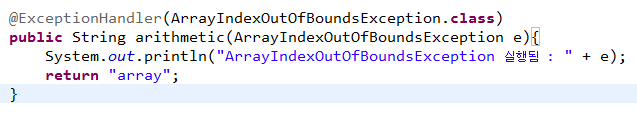 @ExceptionHandler(ArrayIndexOutOfBoundsException.class)
public String arithmetic(ArrayIndexOutOfBoundsException e){
    System.out.println("ArrayIndexOutOfBoundsException 실행됨 : " + e);
    return "array";
}